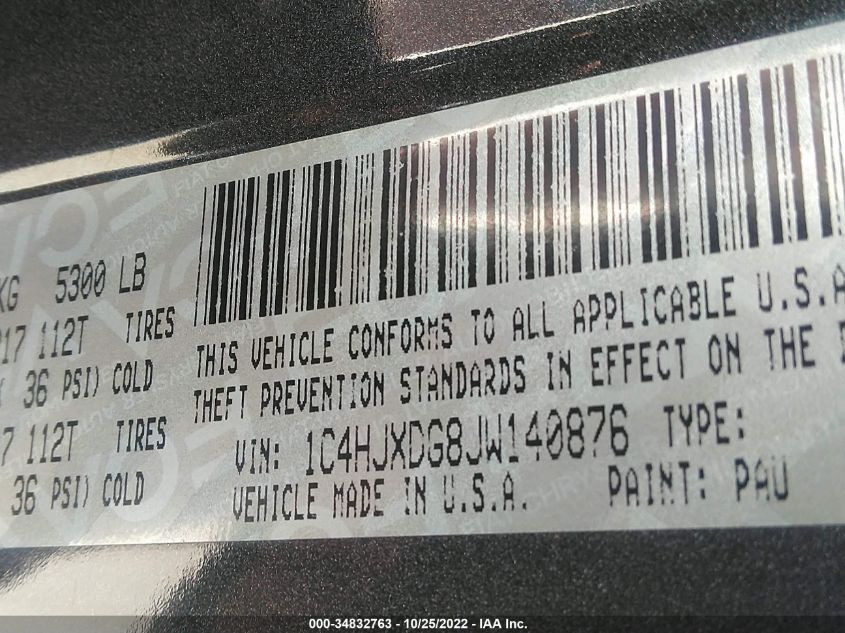 KG 5300 LB
17 112T TIRES
36 PSI) COLD
7 112T TIRES
36 PSI) COLD
THIS VEHICLE CONFORMS TO ALL APPLICABLE U.S.A
THEFT PREVENTION STANDARDS IN EFFECT ON THE
VIN: 1C4HJXDG8JW140876 TYPE:
VEHICLE MADE IN U.S.A. PAINT: PAU
000-34832763 - 10/25/2022 - IAA Inc.